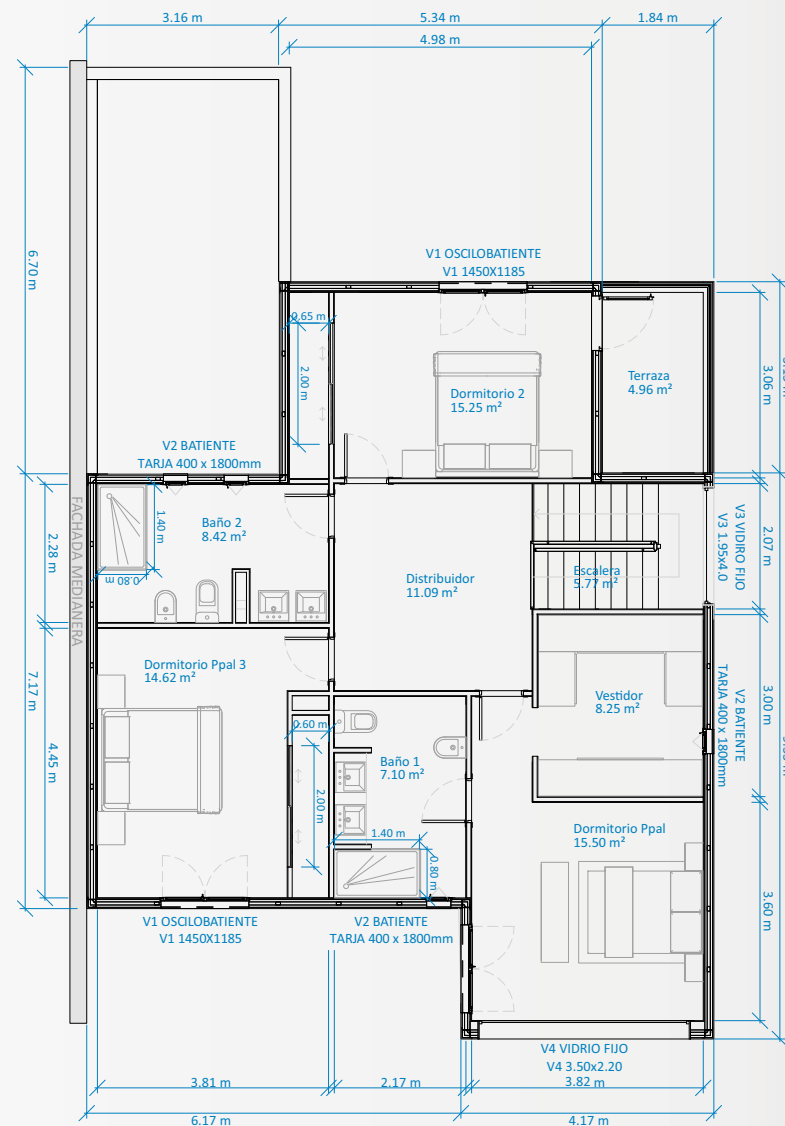 3.16 m
5.34 m
1.84 m
4.98 m
6.70 m
V1 OSCILOBATIENTE
V1 1450X1185
0.65 m
2.00 m
Dormitorio 2
15.25 m²
Terraza
4.96 m²
3.06 m
V2 BATIENTE
TARJA 400 x 1800mm
FACHADA MEDIANERA
2.28 m
1.40 m
0.80 m
Baño 2
8.42 m²
Distribuidor
11.09 m²
Escalera
5.77 m²
V3 VIDIRO FIJO
V3 1.95x4.0
2.07 m
7.17 m
4.45 m
Dormitorio Ppal 3
14.62 m²
0.60 m
2.00 m
Baño 1
7.10 m²
1.40 m
0.80 m
Vestidor
8.25 m²
V2 BATIENTE
TARJA 400 x 1800mm
3.00 m
Dormitorio Ppal
15.50 m²
3.60 m
V1 OSCILOBATIENTE
V1 1450X1185
V2 BATIENTE
TARJA 400 x 1800mm
V4 VIDRIO FIJO
V4 3.50x2.20
3.81 m
2.17 m
3.82 m
6.17 m
4.17 m